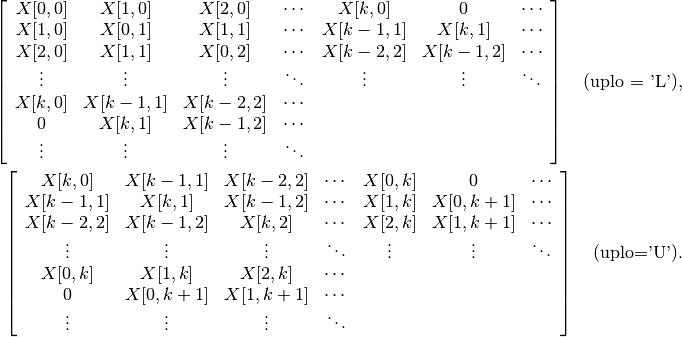 X[0,0] X[1,0] X[2,0] ⋯ X[k,0] 0 ⋯
X[1,0] X[0,1] X[1,1] ⋯ X[k−1,1] X[k,1] ⋯
X[2,0] X[1,1] X[0,2] ⋯ X[k−2,2] X[k−1,2] ⋯
⋮ ⋮ ⋮ ⋱ ⋮ ⋮ ⋱ (uplo = 'L'),
X[k,0] X[k−1,1] X[k−2,2] ⋯
0 X[k,1] X[k−1,2] ⋯
⋮ ⋮ ⋮ ⋱
X[k,0] X[k−1,1] X[k−2,2] ⋯ X[0,k] 0 ⋯
X[k−1,1] X[k,1] X[k−1,2] ⋯ X[1,k] X[0,k+1] ⋯
X[k−2,2] X[k−1,2] X[k,2] ⋯ X[2,k] X[1,k+1] ⋯
⋮ ⋮ ⋮ ⋱ ⋮ ⋮ ⋱ (uplo='U').
X[0,k] X[1,k] X[2,k] ⋯
0 X[0,k+1] X[1,k+1] ⋯
⋮ ⋮ ⋮ ⋱